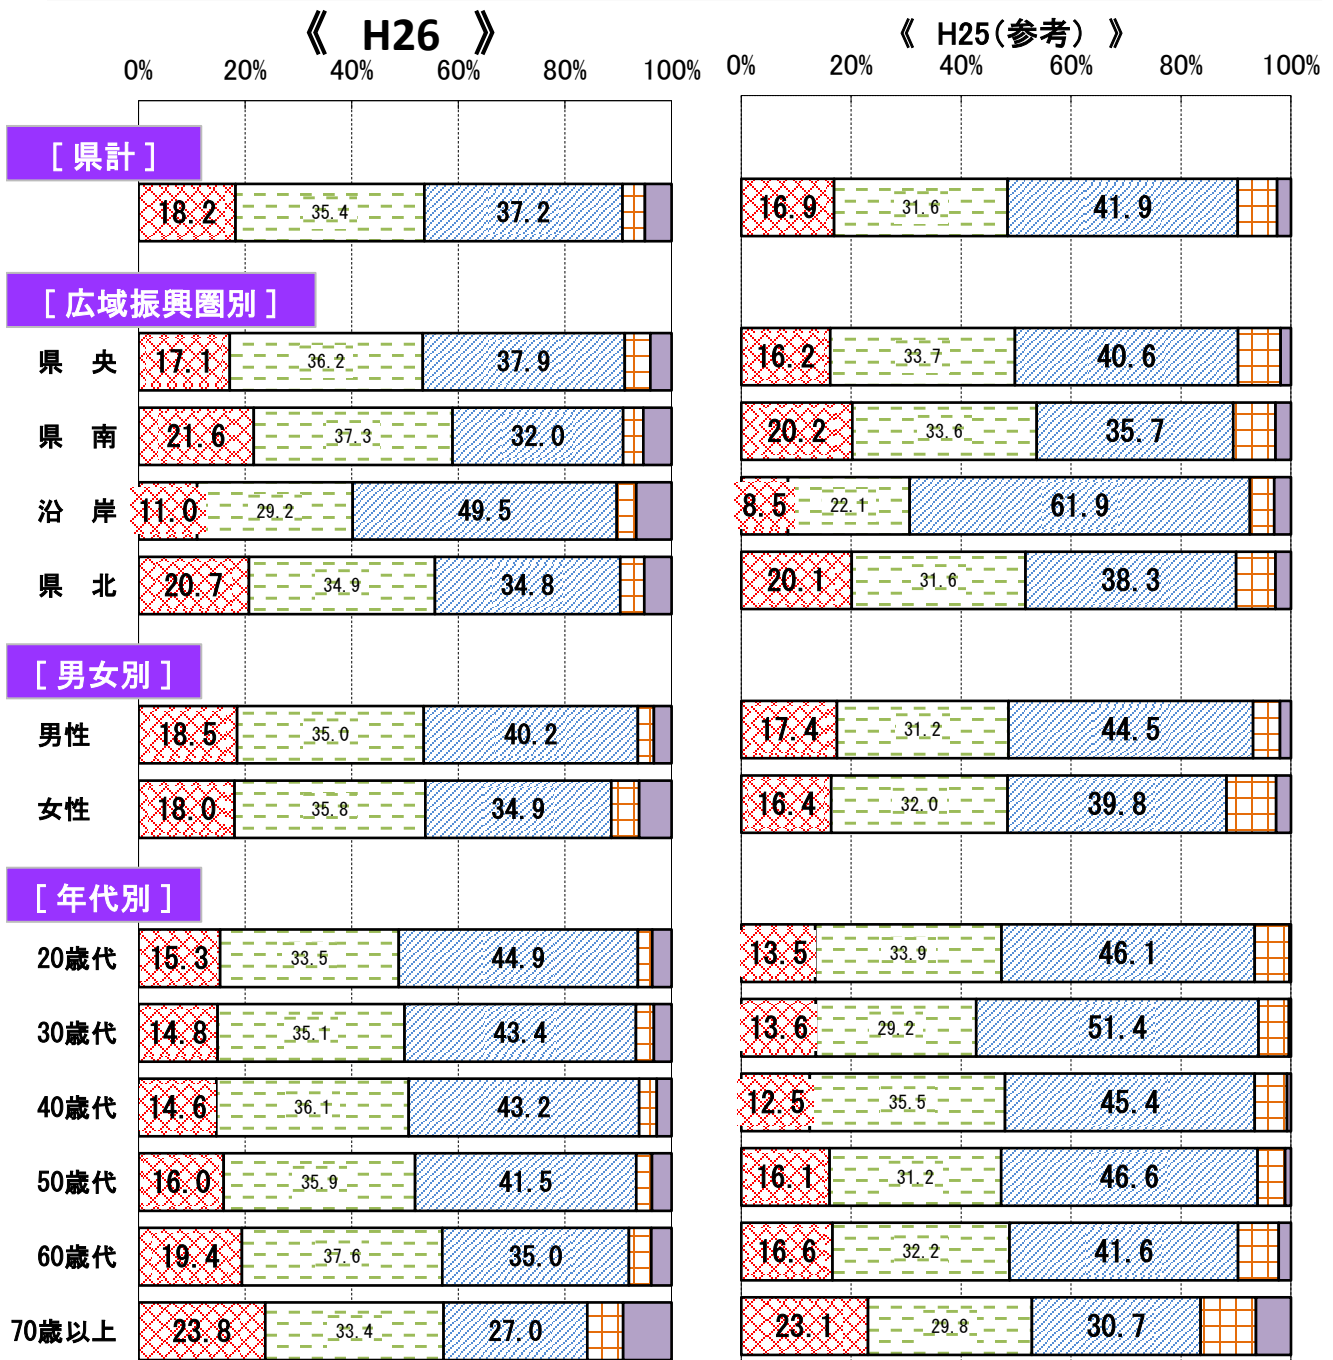 《 H26 》 《 H25(参考) 》
0% 20% 40% 60% 80% 100% 0% 20% 40% 60% 80% 100%
[ 県計 ]
18.2 35.4 37.2 16.9 31.6 41.9
[ 広域振興圏別 ]
県 央 17.1 36.2 37.9 16.2 33.7 40.6
県 南 21.6 37.3 32.0 20.2 33.6 35.7
沿 岸 11.0 29.2 49.5 8.5 22.1 61.9
県 北 20.7 34.9 34.8 20.1 31.6 38.3
[ 男女別 ]
男性 18.5 35.0 40.2 17.4 31.2 44.5
女性 18.0 35.8 34.9 16.4 32.0 39.8
[ 年代別 ]
20歳代 15.3 33.5 44.9 13.5 33.9 46.1
30歳代 14.8 35.1 43.4 13.6 29.2 51.4
40歳代 14.6 36.1 43.2 12.5 35.5 45.4
50歳代 16.0 35.9 41.5 16.1 31.2 46.6
60歳代 19.4 37.6 35.0 16.6 32.2 41.6
70歳以上 23.8 33.4 27.0 23.1 29.8 30.7